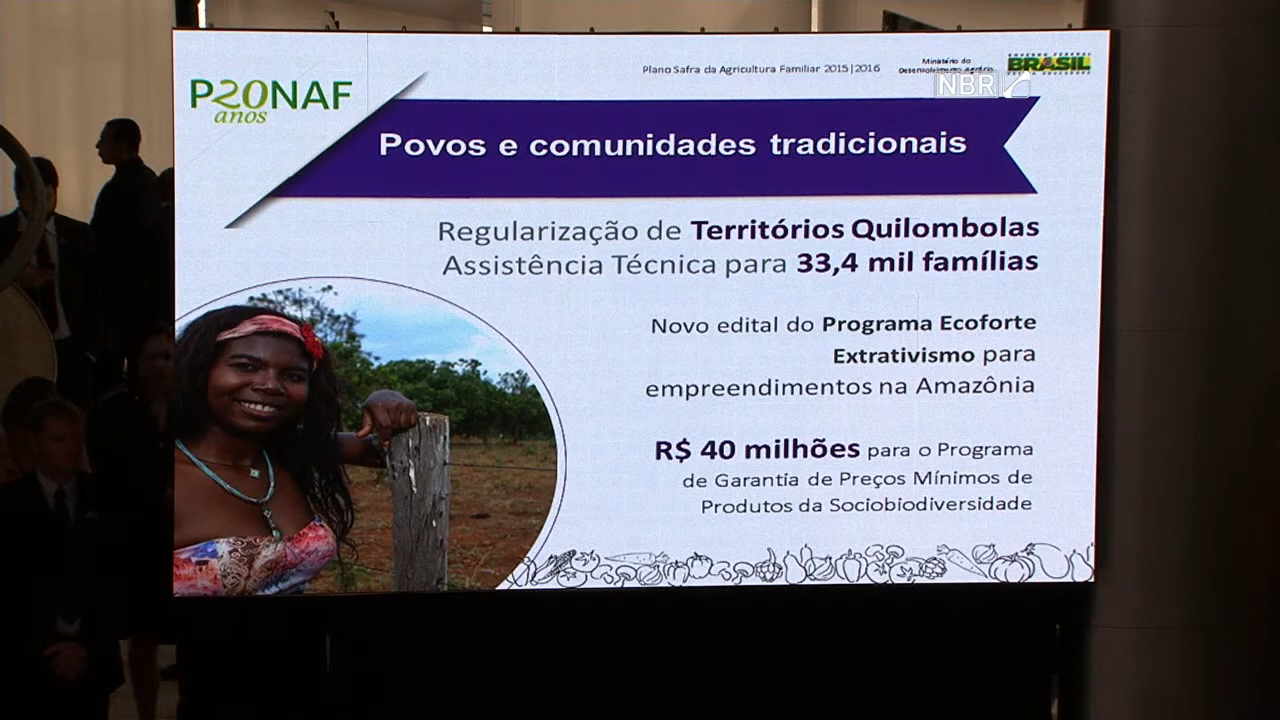 P20NAF
anos
Plano Safra da Agricultura Familiar 2015|2016
Ministério do
Desenvolvimento Agrário
GOVERNO FEDERAL
BRASIL
NBR
Povos e comunidades tradicionais
Regularização de Territórios Quilombolas
Assistência Técnica para 33,4 mil famílias
Novo edital do Programa Ecoforte
Extrativismo para
empreendimentos na Amazônia
R$ 40 milhões para o Programa
de Garantia de Preços Mínimos de
Produtos da Sociobiodiversidade